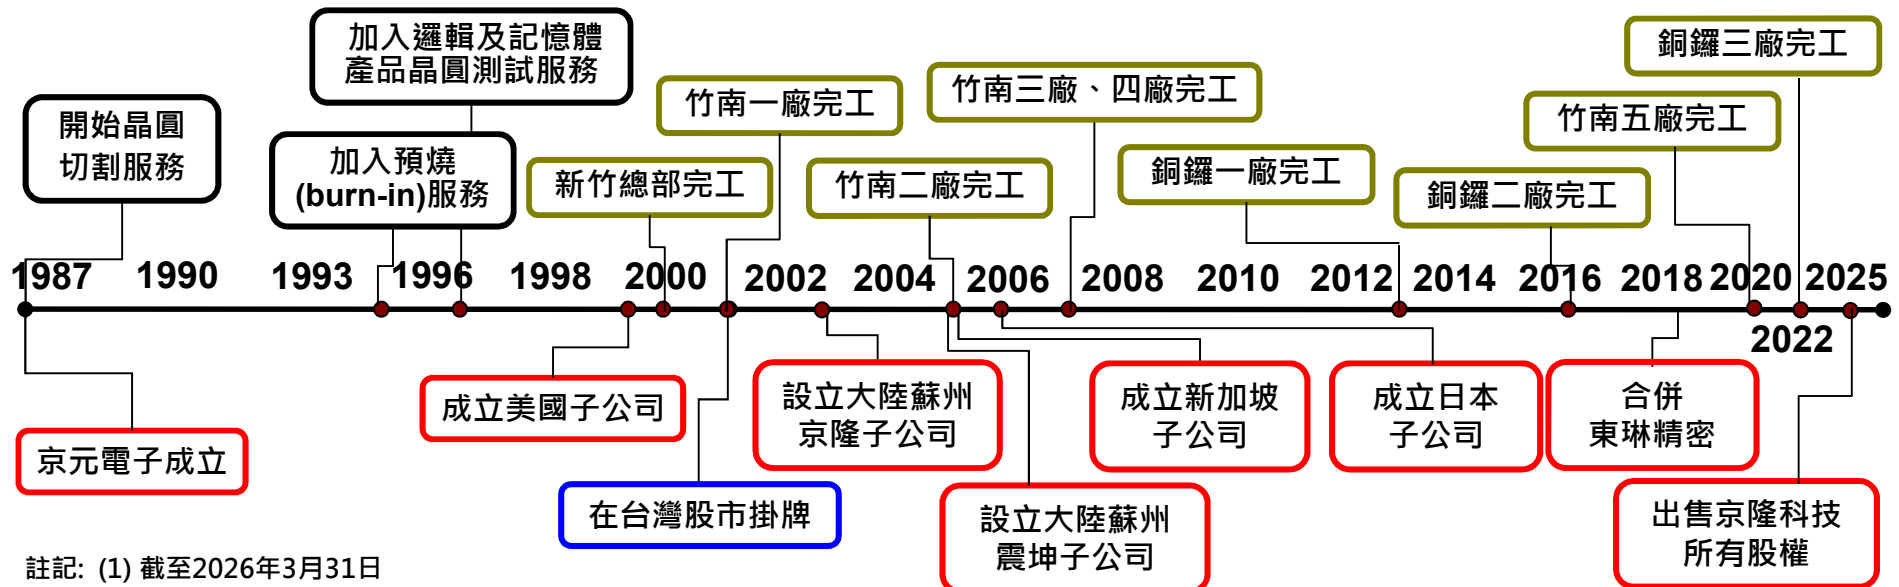 加入邏輯及記憶體
產品晶圓測試服務
銅鑼三廠完工
開始晶圓
切割服務
竹南一廠完工
竹南三廠、四廠完工
竹南五廠完工
加入預燒
(burn-in)服務
新竹總部完工
竹南二廠完工
銅鑼一廠完工
銅鑼二廠完工
1987 1990 1993 1996 1998 2000 2002 2004 2006 2008 2010 2012 2014 2016 2018 2020 2025
2022
京元電子成立
成立美國子公司
設立大陸蘇州
京隆子公司
成立新加坡
子公司
成立日本
子公司
合併
東琳精密
在台灣股市掛牌
設立大陸蘇州
震坤子公司
出售京隆科技
所有股權
註記: (1) 截至2026年3月31日